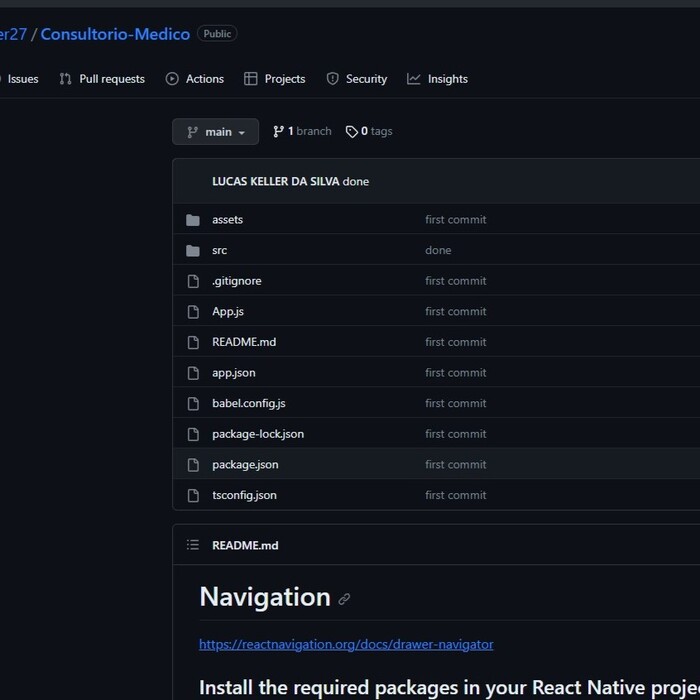 er27 / Consultorio-Medico Public
Issues Pull requests Actions Projects Security Insights
main 1 branch 0 tags
LUCAS KELLER DA SILVA done
assets first commit
src done
.gitignore first commit
App.js first commit
README.md first commit
app.json first commit
babel.config.js first commit
package-lock.json first commit
package.json first commit
tsconfig.json first commit
README.md
Navigation
https://reactnavigation.org/docs/drawer-navigator
Install the required packages in your React Native proje